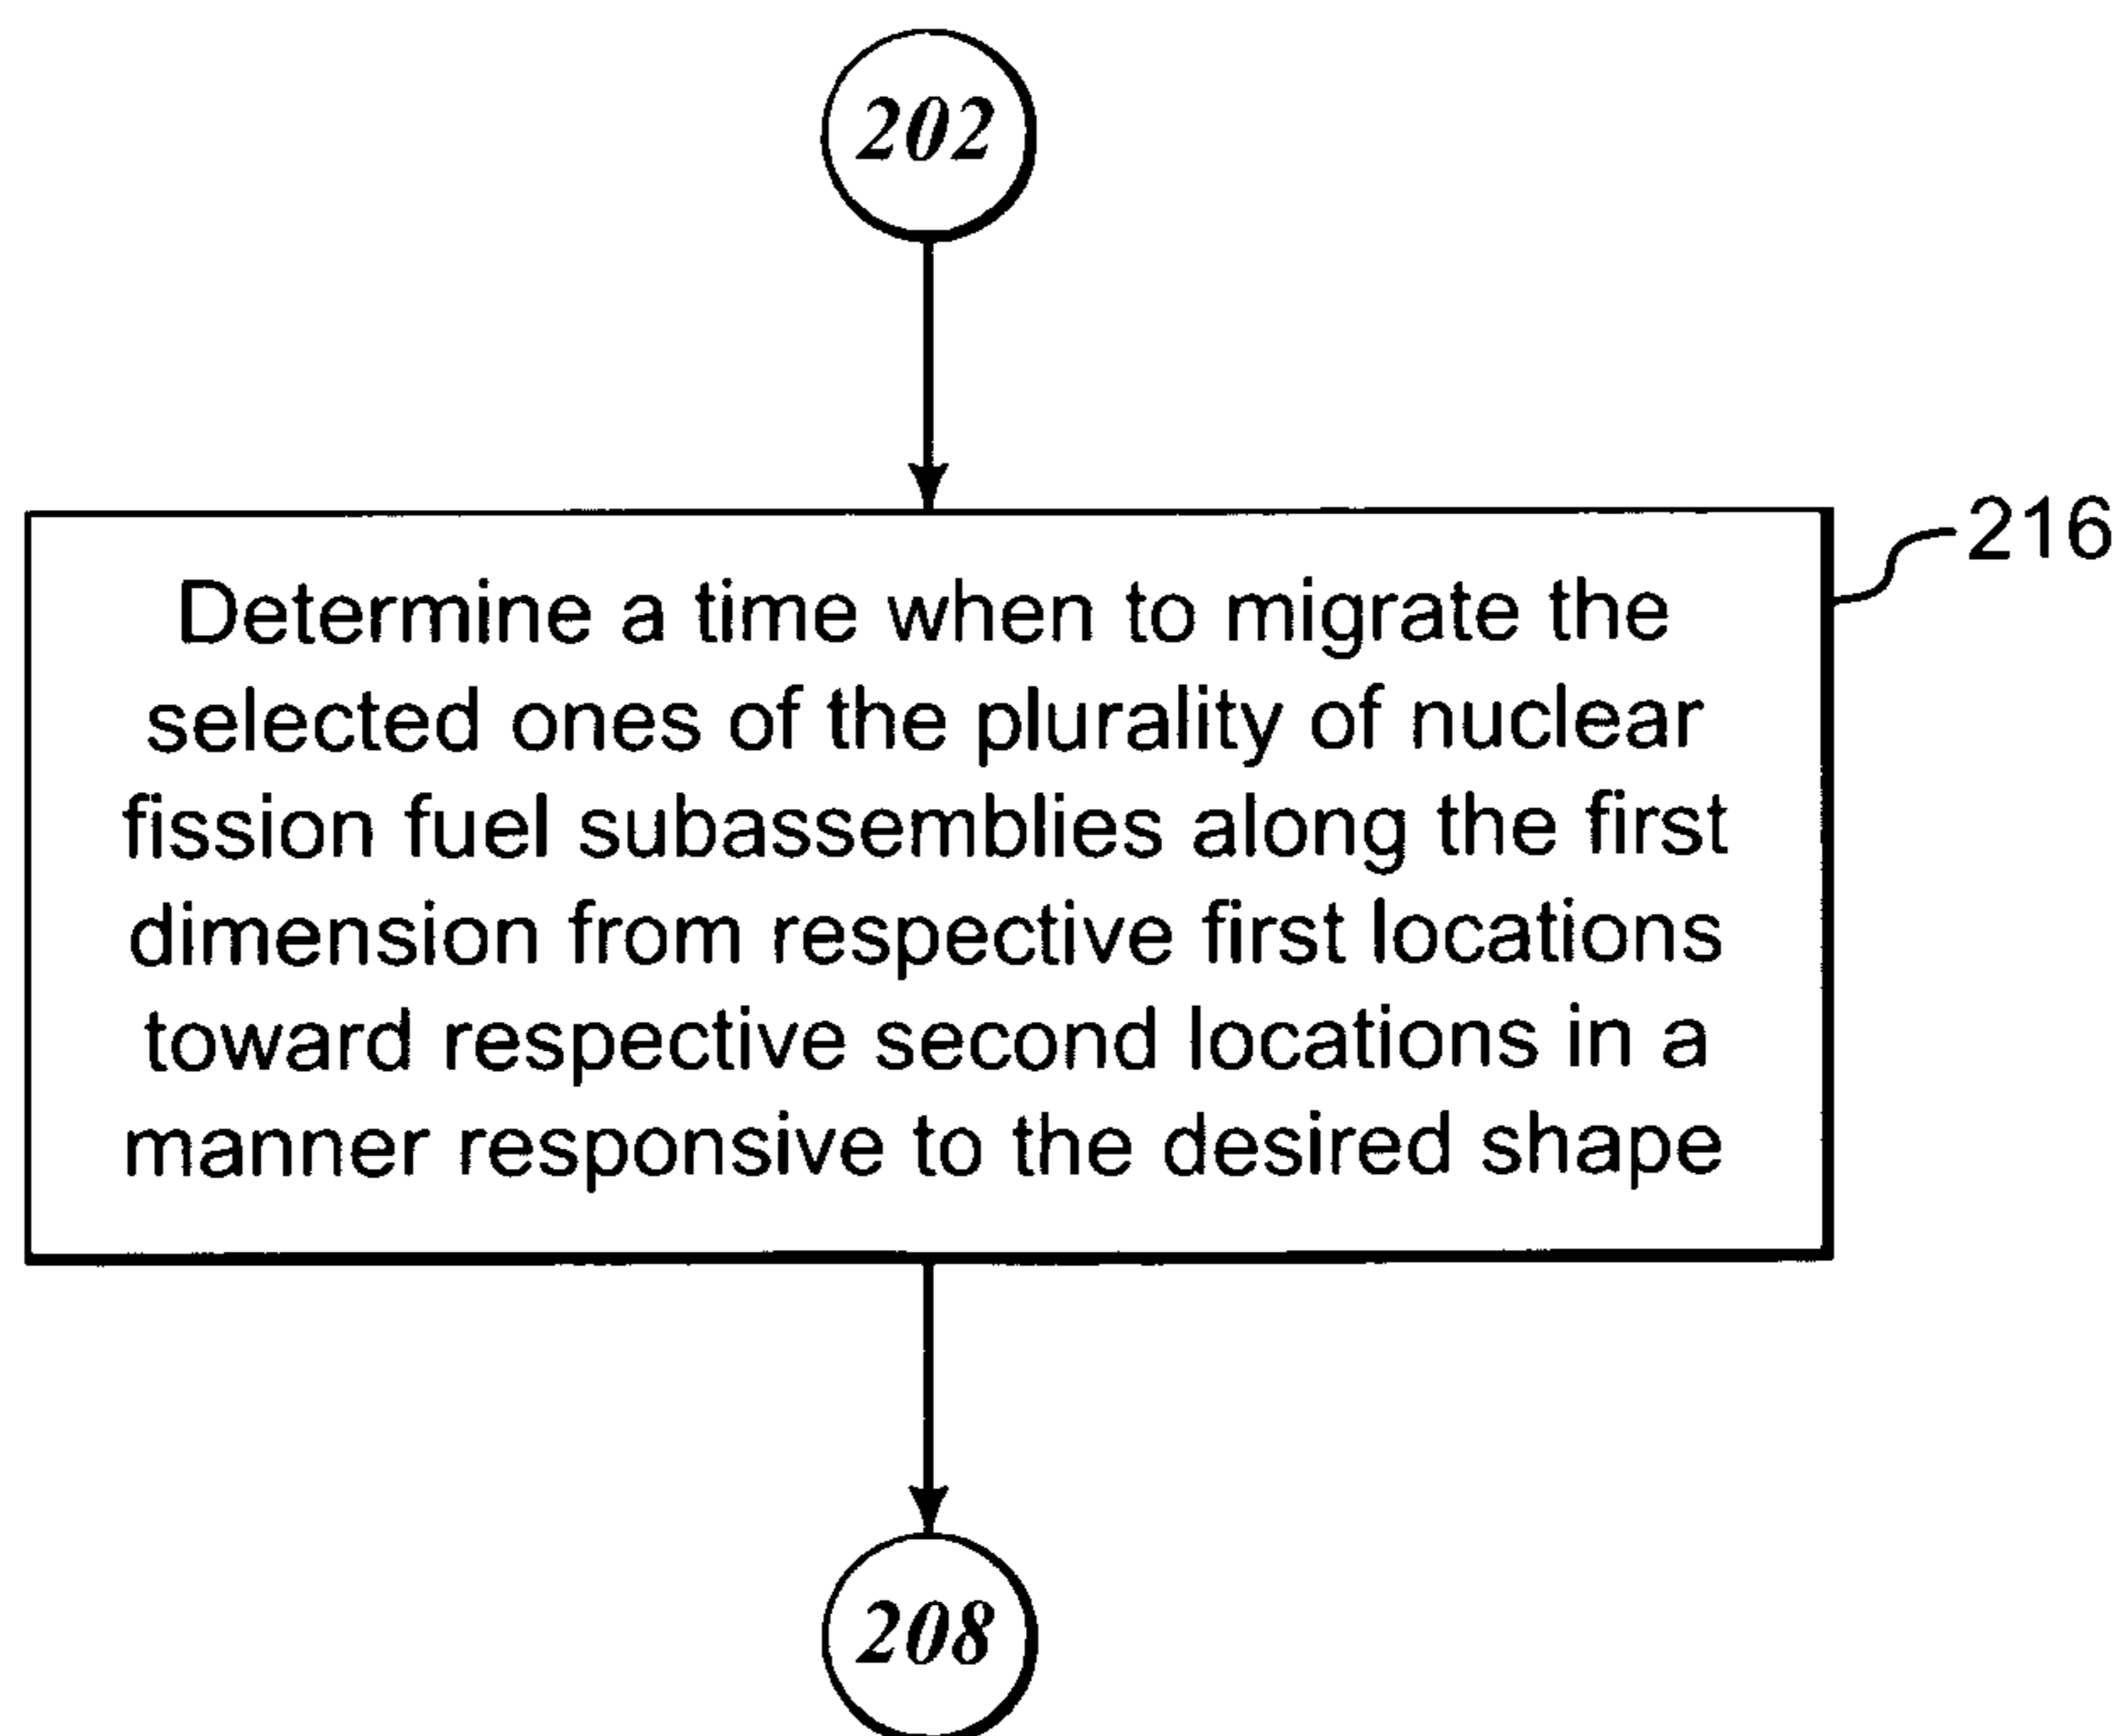 202
216
Determine a time when to migrate the
selected ones of the plurality of nuclear
fission fuel subassemblies along the first
dimension from respective first locations
toward respective second locations in a
manner responsive to the desired shape
208